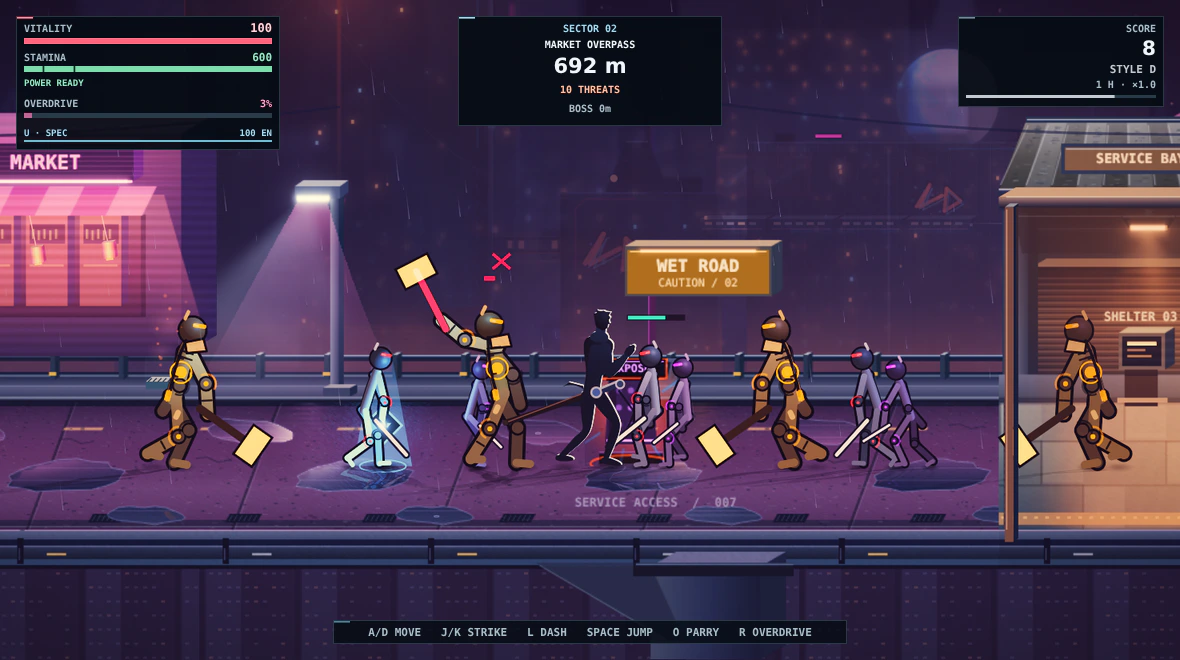 VITALITY 100
STAMINA 600
POWER READY
OVERDRIVE 3%
U · SPEC 100 EN
SECTOR 02
MARKET OVERPASS
692 m
10 THREATS
BOSS 0m
SCORE
8
STYLE D
1 H · ×1.0
MARKET
SERVICE BAY
WET ROAD
CAUTION / 02
SHELTER 03
XPOS
SERVICE ACCESS / 007
A/D MOVE J/K STRIKE L DASH SPACE JUMP O PARRY R OVERDRIVE